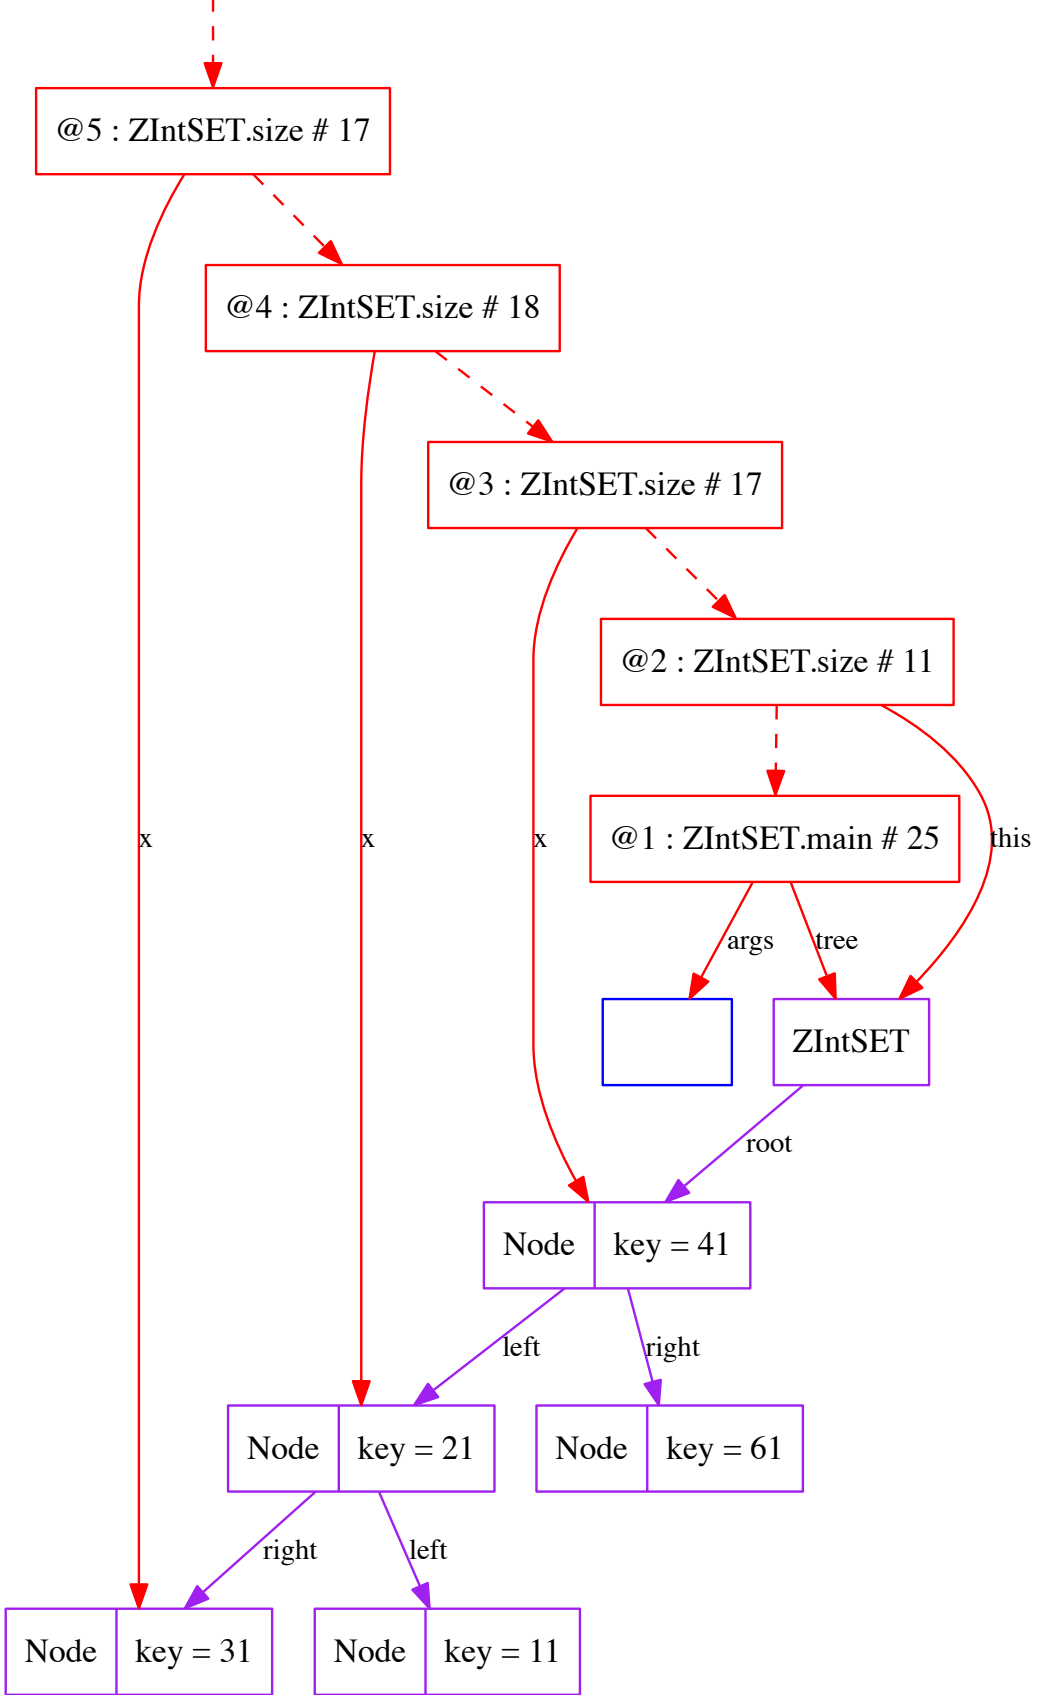 @5 : ZIntSET.size # 17
@4 : ZIntSET.size # 18
@3 : ZIntSET.size # 17
@2 : ZIntSET.size # 11
x
x
x
@1 : ZIntSET.main # 25
this
args
tree
ZIntSET
root
Node
key = 41
left
right
Node
key = 21
Node
key = 61
right
left
Node
key = 31
Node
key = 11